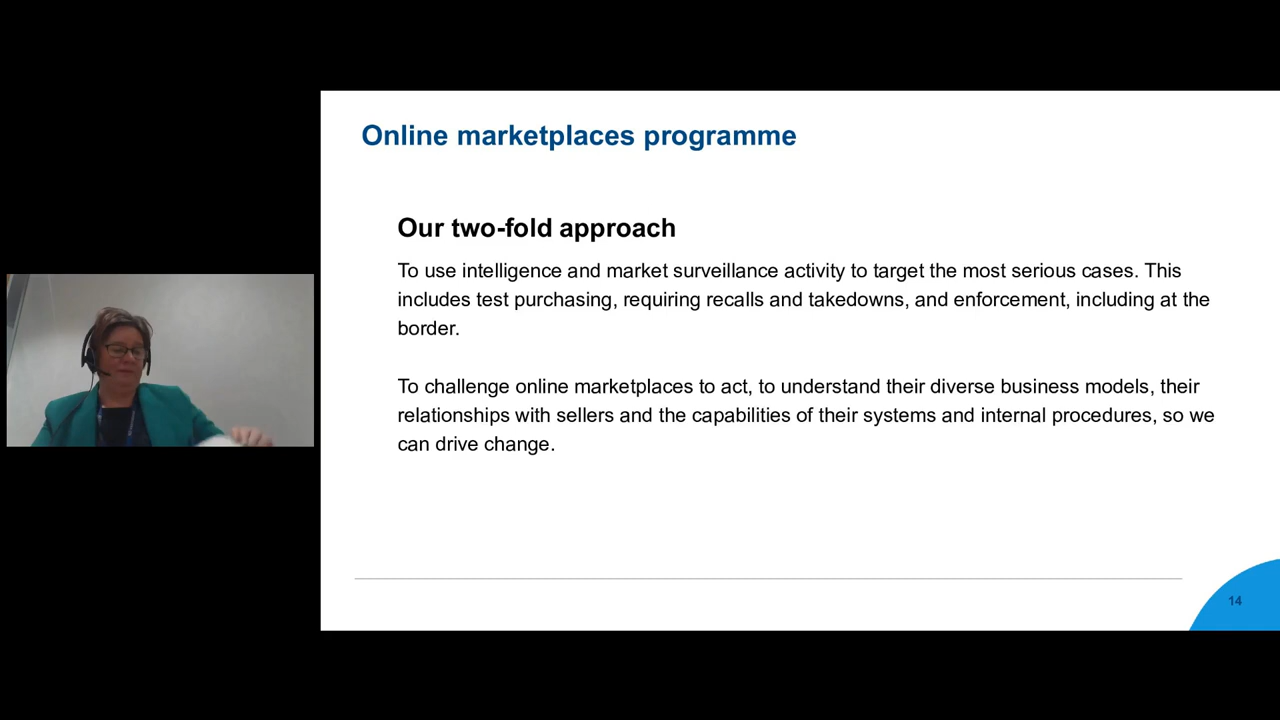 Online marketplaces programme
Our two-fold approach
To use intelligence and market surveillance activity to target the most serious cases. This
includes test purchasing, requiring recalls and takedowns, and enforcement, including at the
border.
To challenge online marketplaces to act, to understand their diverse business models, their
relationships with sellers and the capabilities of their systems and internal procedures, so we
can drive change.
14